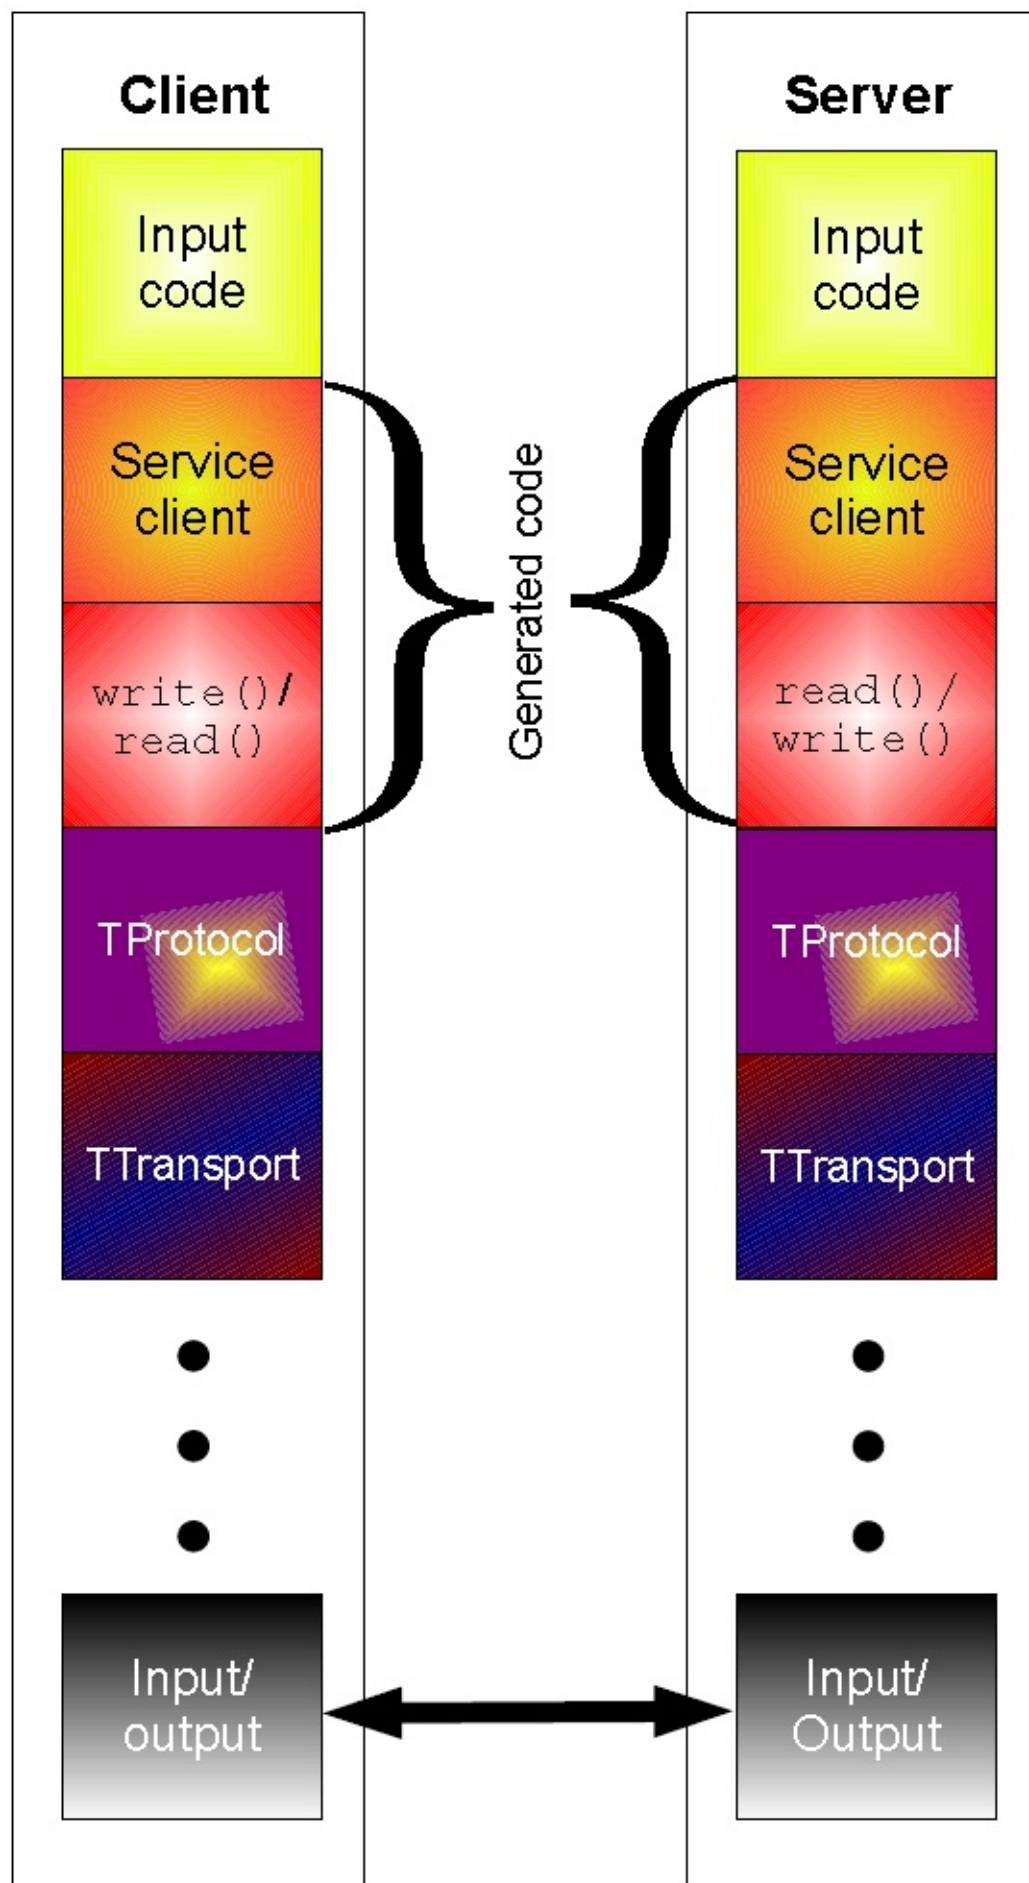 Client
Input
code
Service
client
write()/
read()
TProtocol
TTransport
Input/
output
Generated code
Server
Input
code
Service
client
read()/
write()
TProtocol
TTransport
Input/
Output